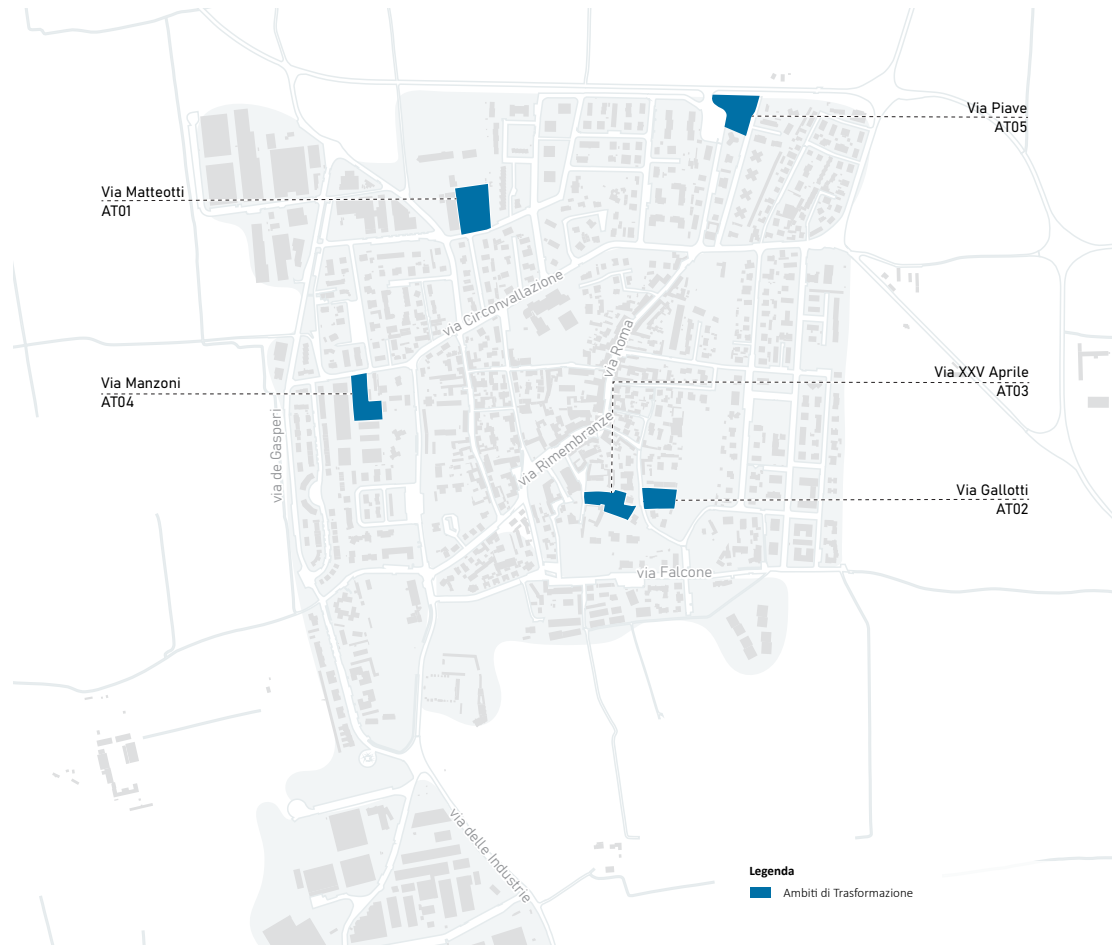 Via Piave
AT05
Via Matteotti
AT01
via Circonvallazione
via Roma
Via XXV Aprile
AT03
Via Manzoni
AT04
via de Gasperi
via Rimembranze
Via Gallotti
AT02
via Falcone
via delle Industrie
Legenda
Ambiti di Trasformazione